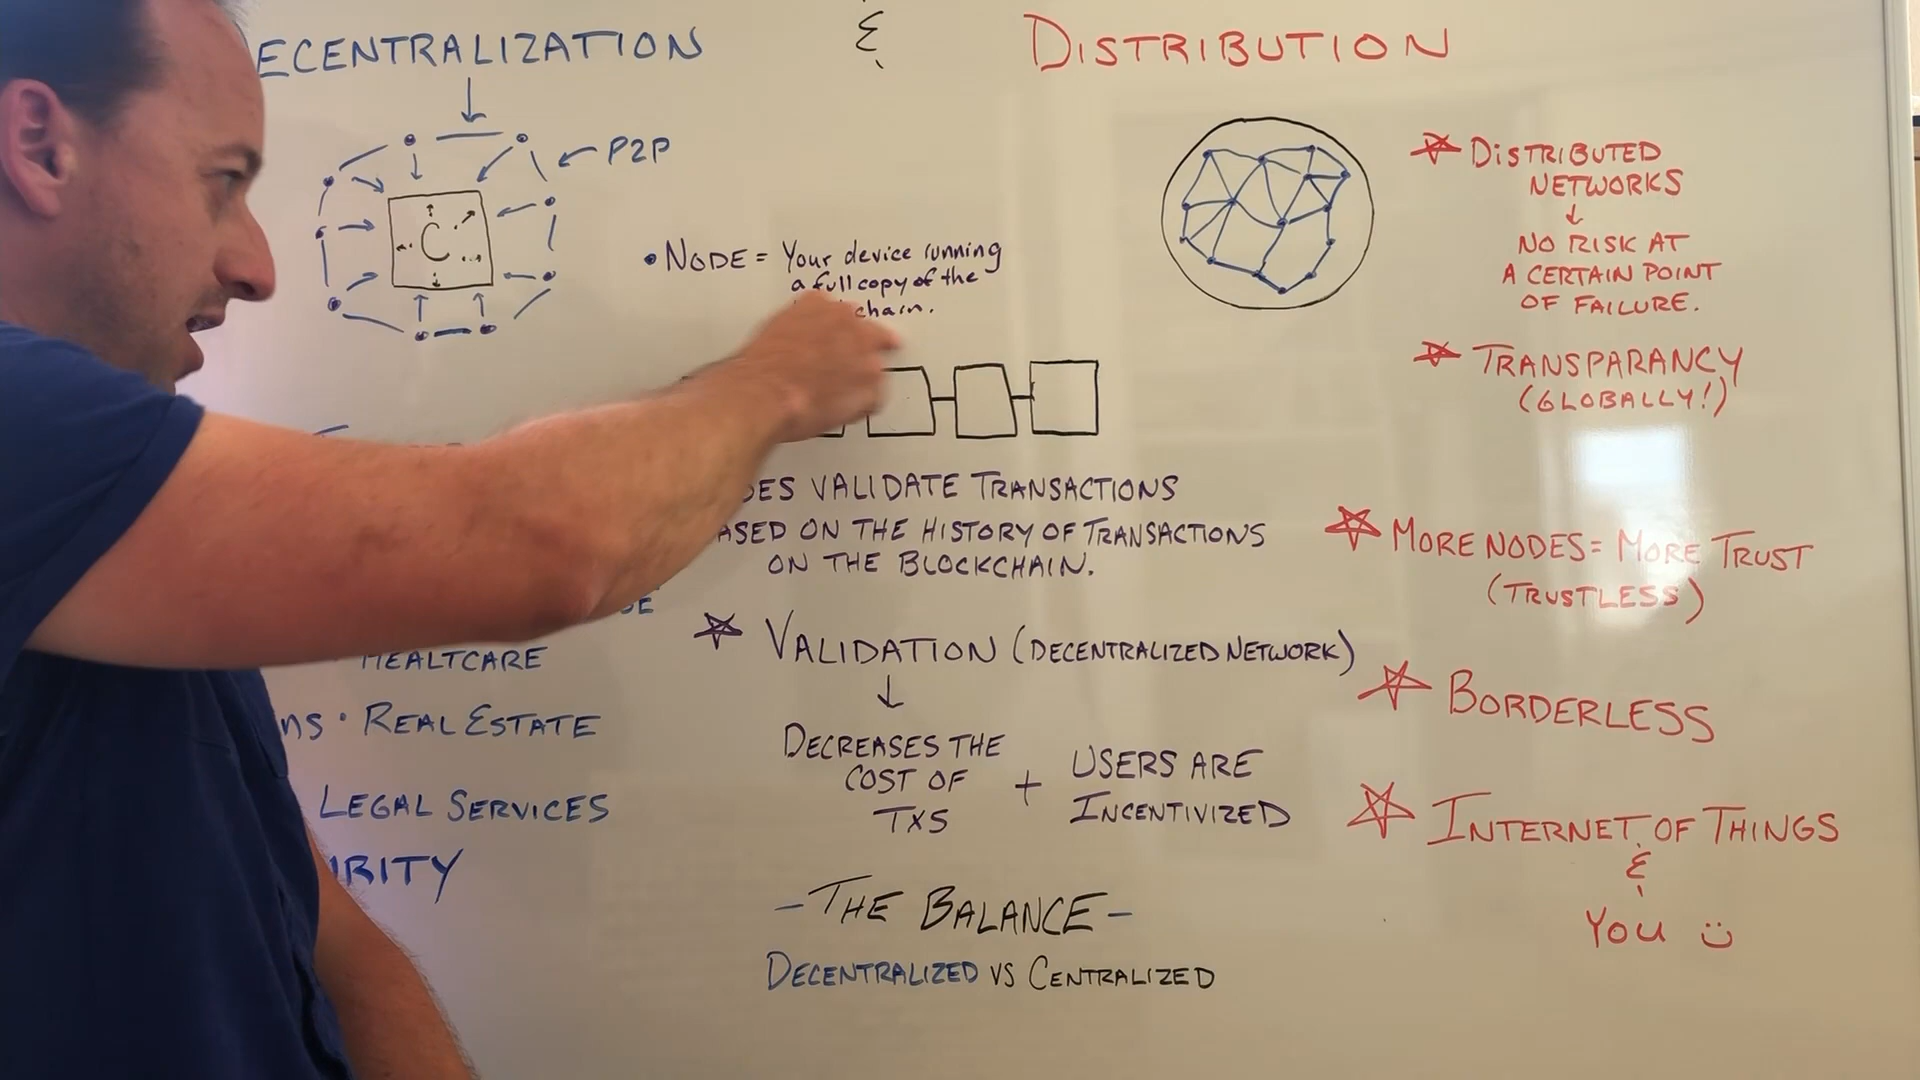 ECENTRALIZATION
&
DISTRIBUTION
P2P
C
• NODE = Your device running
a full copy of the
chain.
DES VALIDATE TRANSACTIONS
ASED ON THE HISTORY OF TRANSACTIONS
ON THE BLOCKCHAIN.
VALIDATION (DECENTRALIZED NETWORK)
DECREASES THE
COST OF
TXS
+
USERS ARE
INCENTIVIZED
- THE BALANCE -
DECENTRALIZED VS CENTRALIZED
HEALTCARE
ns • REAL ESTATE
LEGAL SERVICES
URITY
DISTRIBUTED
NETWORKS
NO RISK AT
A CERTAIN POINT
OF FAILURE.
TRANSPARANCY
(GLOBALLY!)
MORE NODES = MORE TRUST
(TRUSTLESS)
BORDERLESS
INTERNET OF THINGS
&
YOU